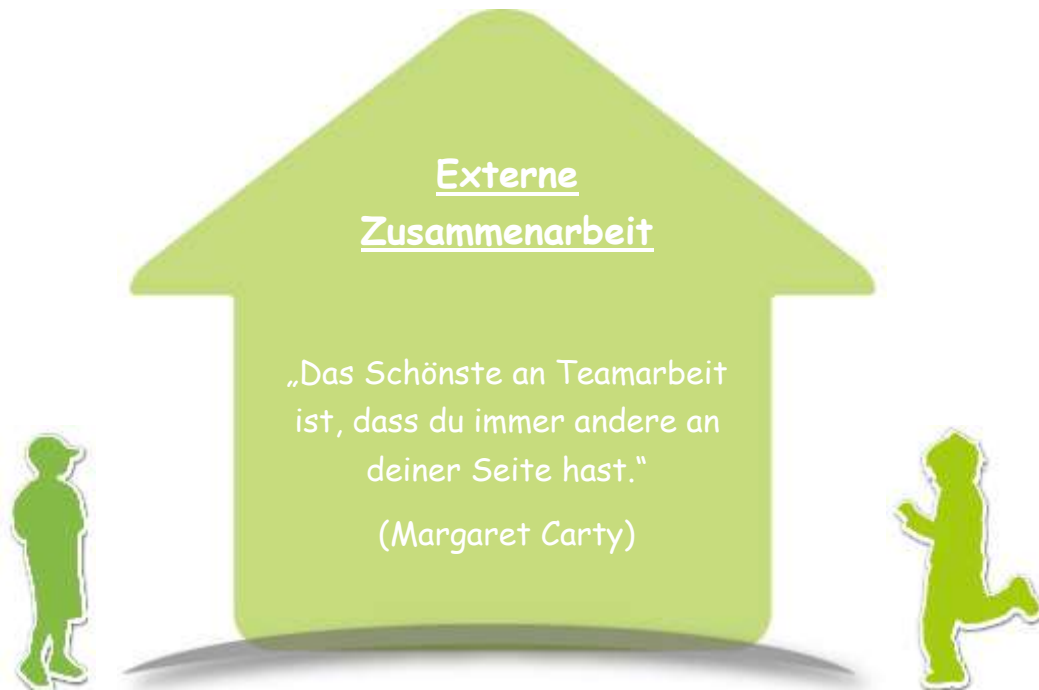 Externe
Zusammenarbeit
„Das Schönste an Teamarbeit
ist, dass du immer andere an
deiner Seite hast.“
(Margaret Carty)